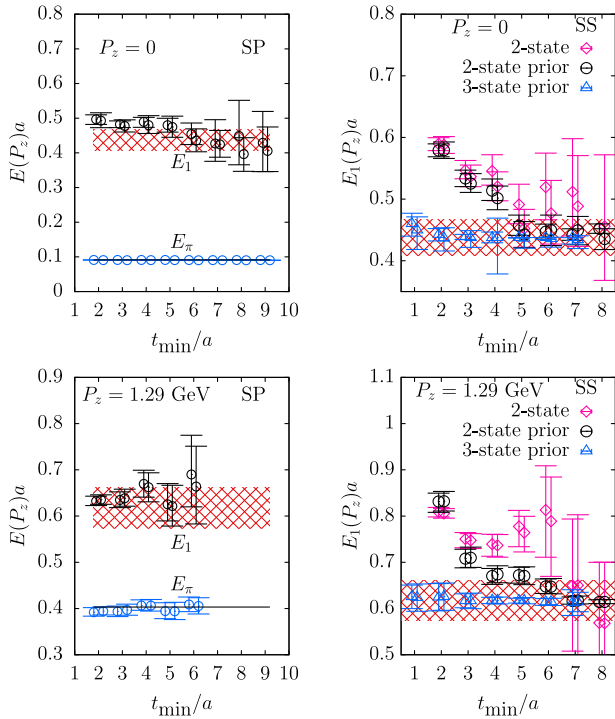 P_z = 0 SP
E(P_z)a
0.8
0.7
0.6
0.5
0.4
0.3
0.2
0.1
0
E_1
E_π
1 2 3 4 5 6 7 8 9 10
t_min/a
P_z = 0 SS
2-state
2-state prior
3-state prior
E_1(P_z)a
0.8
0.7
0.6
0.5
0.4
1 2 3 4 5 6 7 8
t_min/a
P_z = 1.29 GeV SP
E(P_z)a
0.9
0.8
0.7
0.6
0.5
0.4
0.3
E_1
E_π
1 2 3 4 5 6 7 8 9 10
t_min/a
P_z = 1.29 GeV SS
2-state
2-state prior
3-state prior
E_1(P_z)a
1.1
1
0.9
0.8
0.7
0.6
0.5
1 2 3 4 5 6 7 8
t_min/a